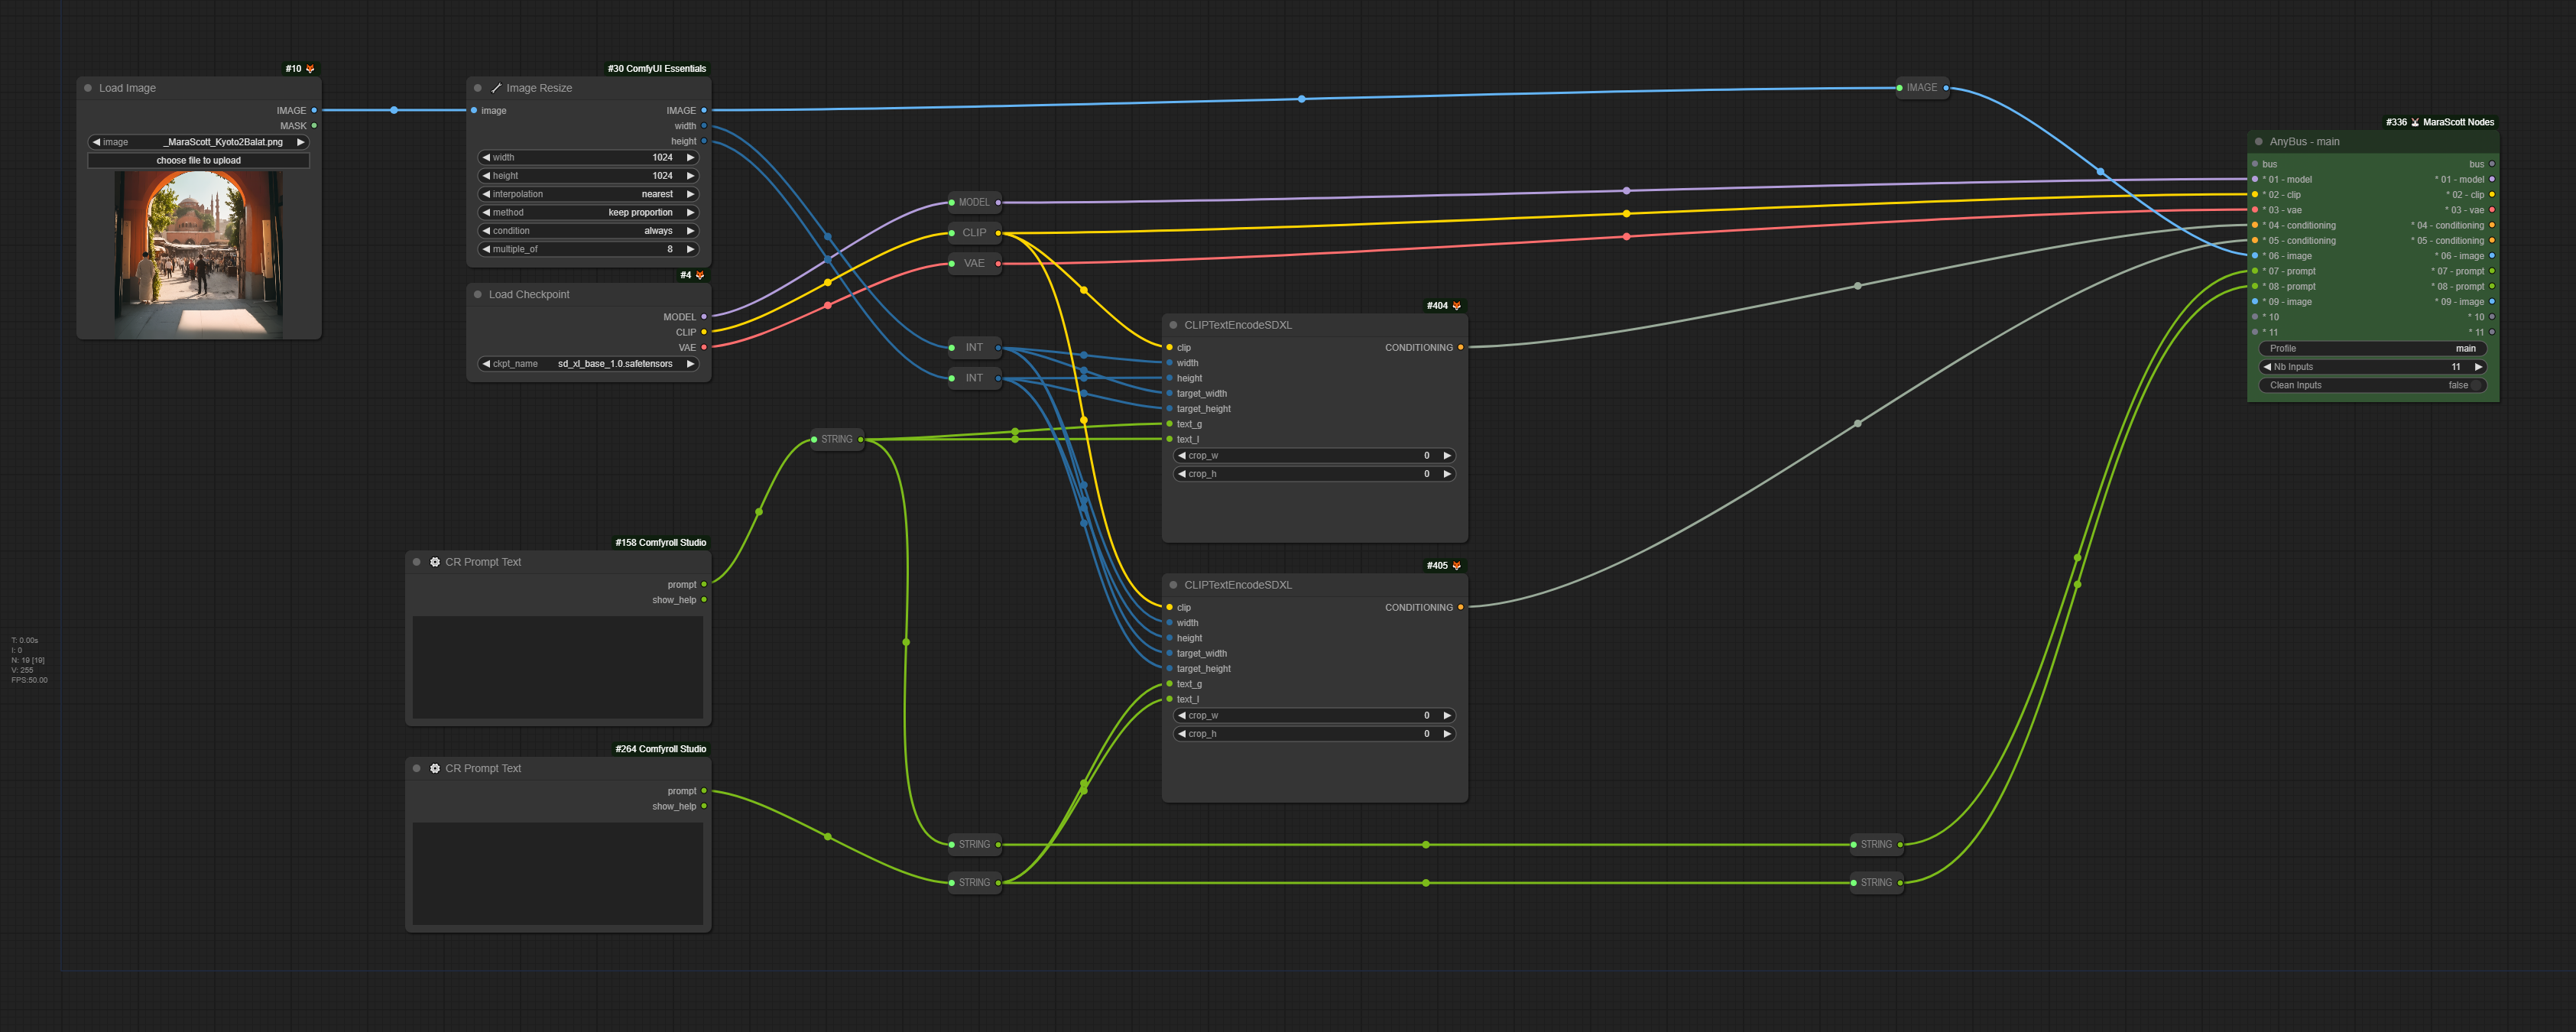 #10
Load Image
IMAGE
MASK
image _MaraScott_Kyoto2Balat.png
choose file to upload
#30 ComfyUI Essentials
Image Resize
image IMAGE
width
height
width 1024
height 1024
interpolation nearest
method keep proportion
condition always
multiple_of 8
#4
Load Checkpoint
MODEL
CLIP
VAE
ckpt_name sd_xl_base_1.0.safetensors
MODEL
CLIP
VAE
INT
INT
STRING
#158 Comfyroll Studio
CR Prompt Text
prompt
show_help
#264 Comfyroll Studio
CR Prompt Text
prompt
show_help
STRING
STRING
#404
CLIPTextEncodeSDXL
clip CONDITIONING
width
height
target_width
target_height
text_g
text_l
crop_w 0
crop_h 0
#405
CLIPTextEncodeSDXL
clip CONDITIONING
width
height
target_width
target_height
text_g
text_l
crop_w 0
crop_h 0
IMAGE
STRING
STRING
#336 MaraScott Nodes
AnyBus - main
bus bus
* 01 - model * 01 - model
* 02 - clip * 02 - clip
* 03 - vae * 03 - vae
* 04 - conditioning * 04 - conditioning
* 05 - conditioning * 05 - conditioning
* 06 - image * 06 - image
* 07 - prompt * 07 - prompt
* 08 - prompt * 08 - prompt
* 09 - image * 09 - image
* 10 * 10
* 11 * 11
Profile main
Nb Inputs 11
Clean Inputs false
T: 0.00s
I: 0
N: 19 [19]
V: 255
FPS:50.00